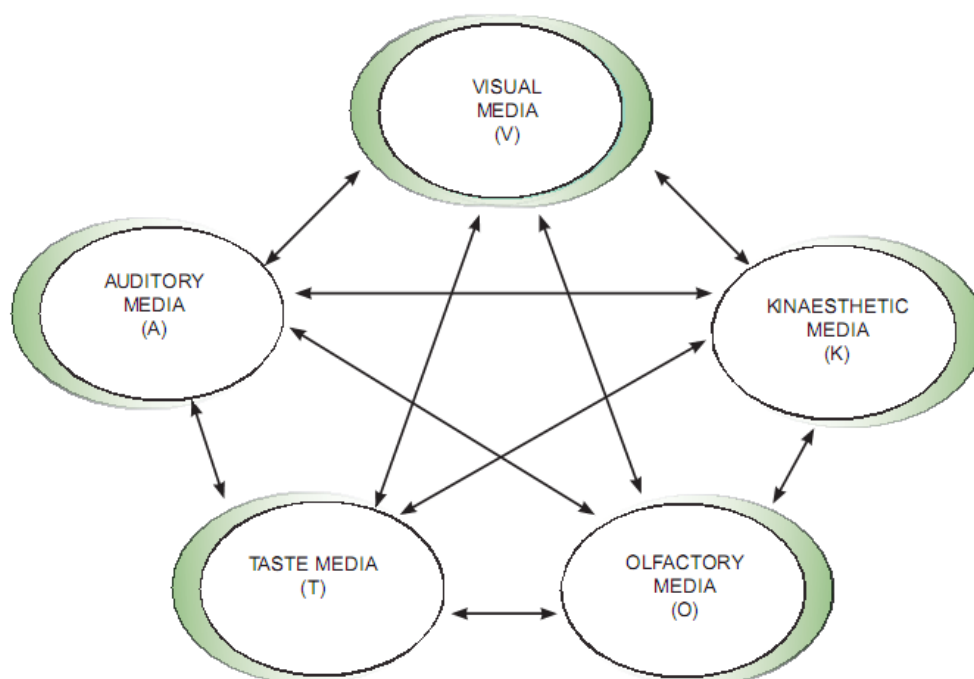 VISUAL
MEDIA
(V)
AUDITORY
MEDIA
(A)
KINAESTHETIC
MEDIA
(K)
TASTE MEDIA
(T)
OLFACTORY
MEDIA
(O)